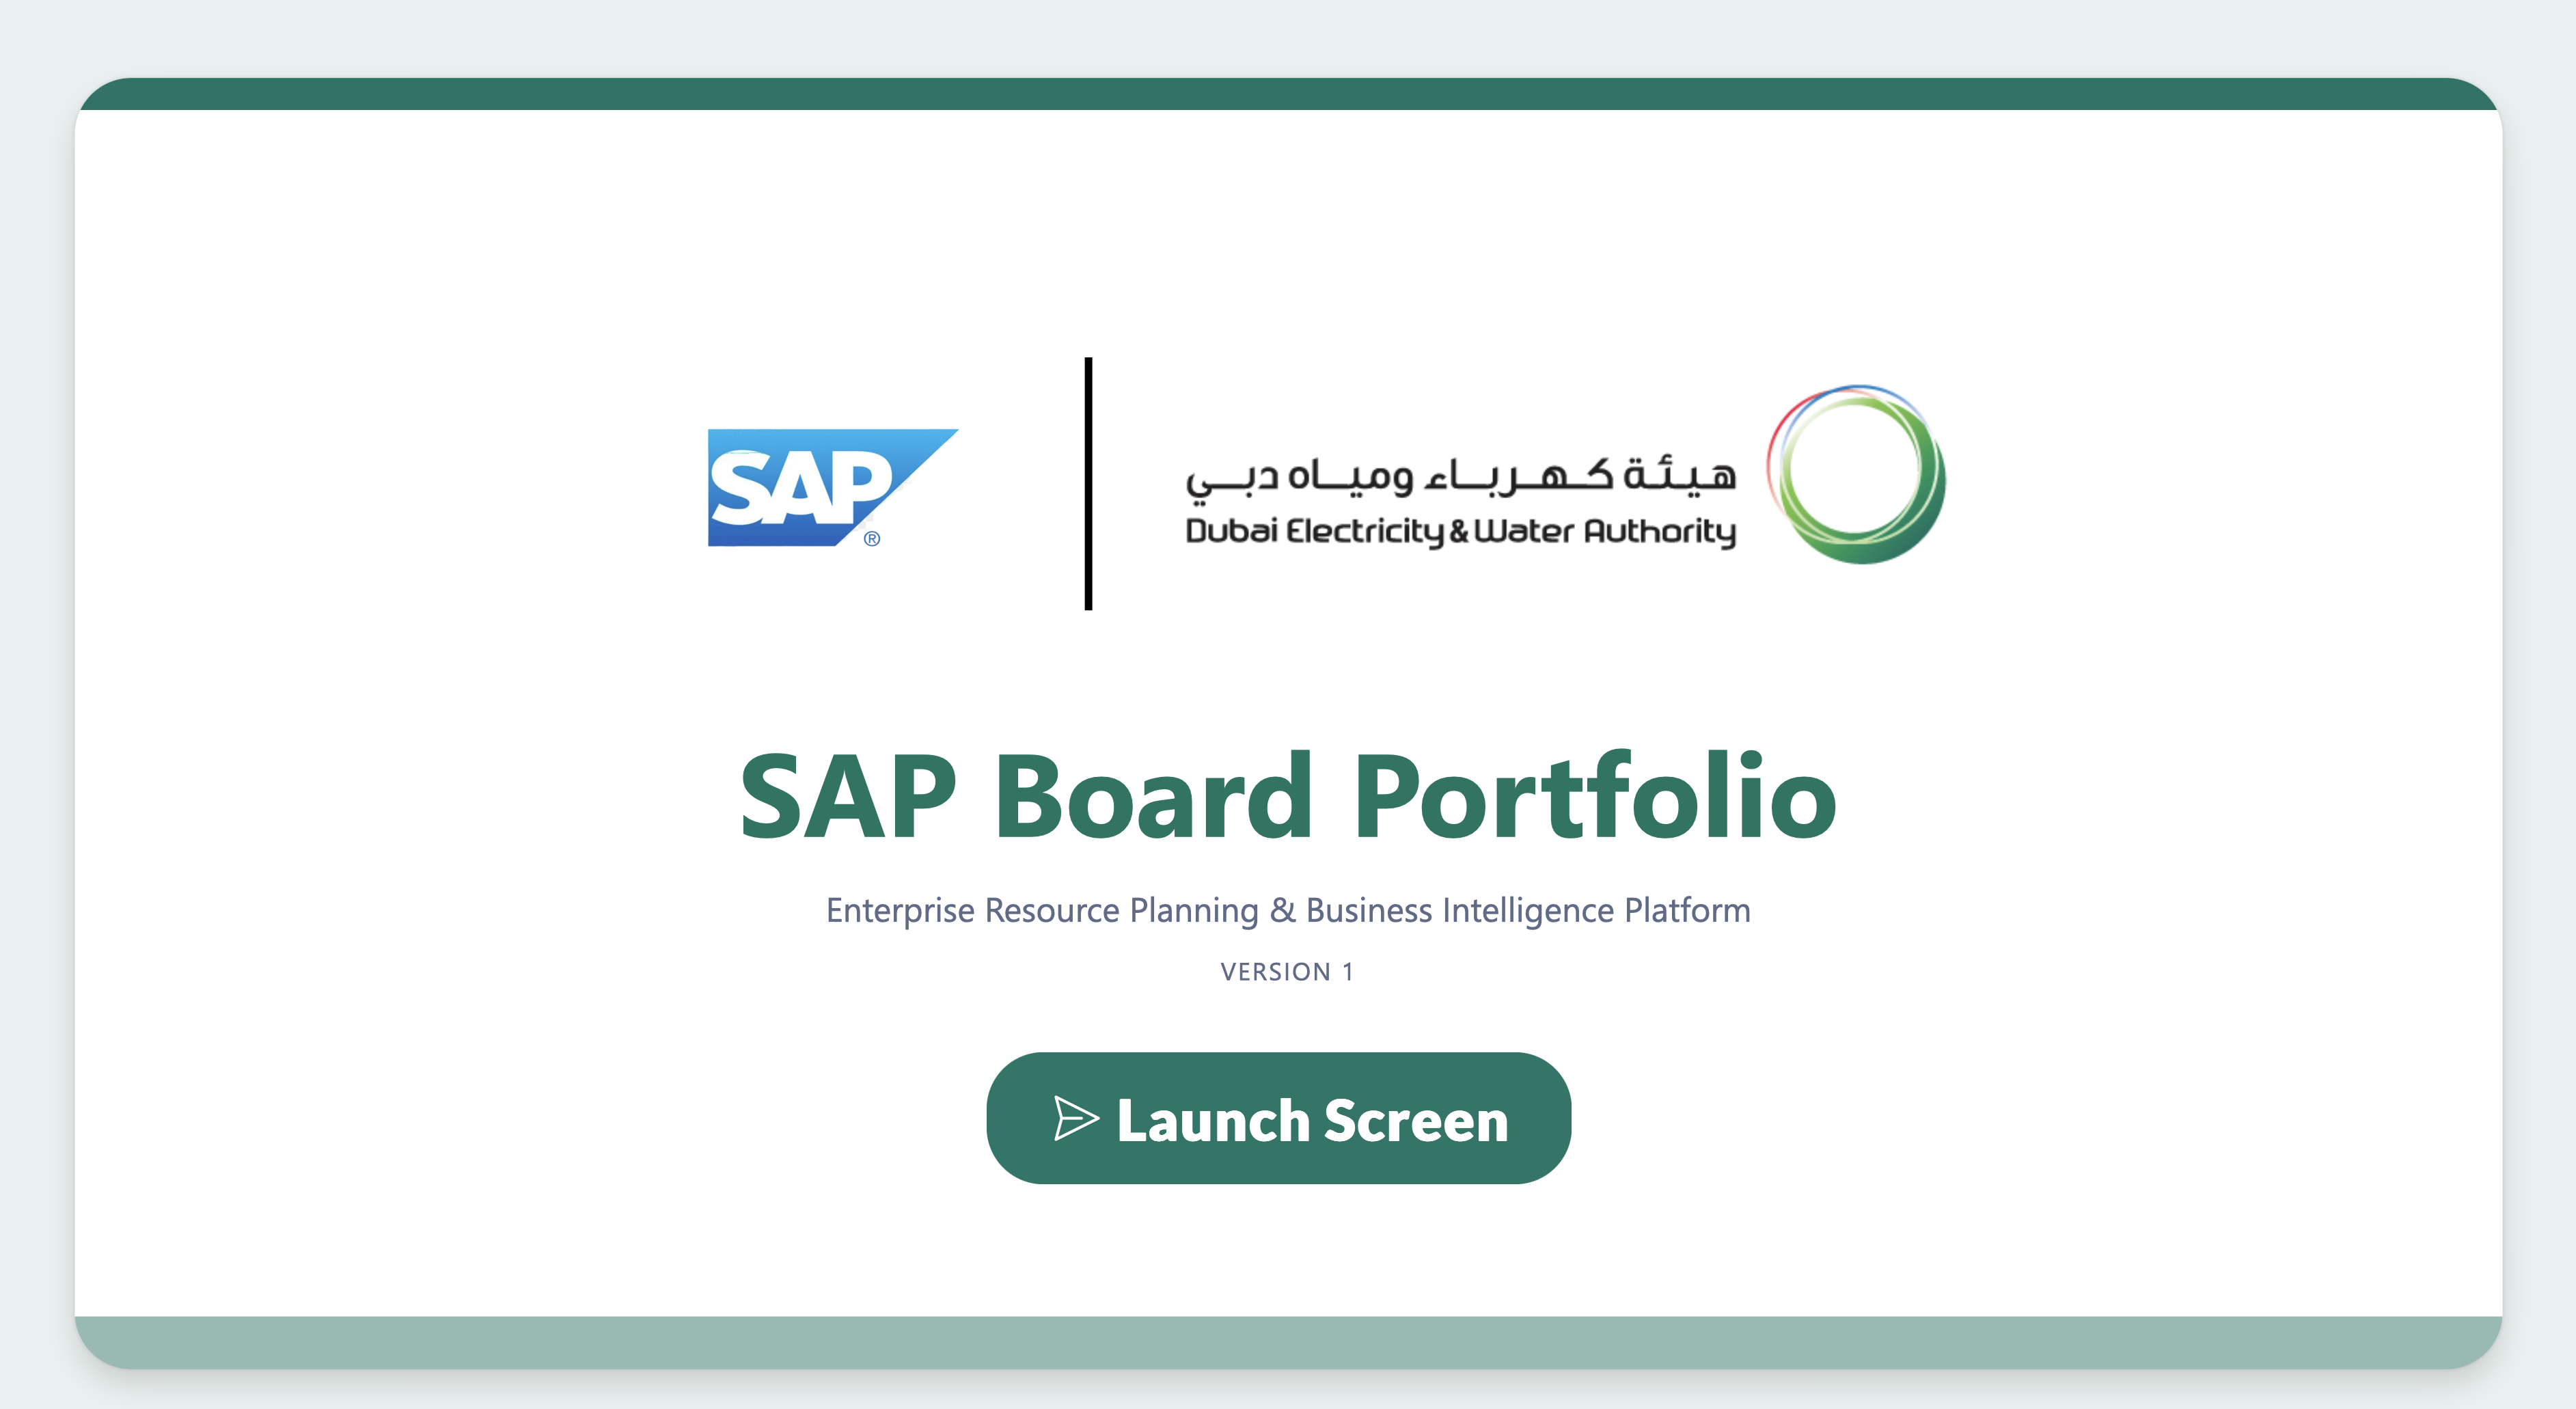 SAP
®
هيئة كهرباء ومياه دبي
Dubai Electricity & Water Authority
SAP Board Portfolio
Enterprise Resource Planning & Business Intelligence Platform
VERSION 1
Launch Screen